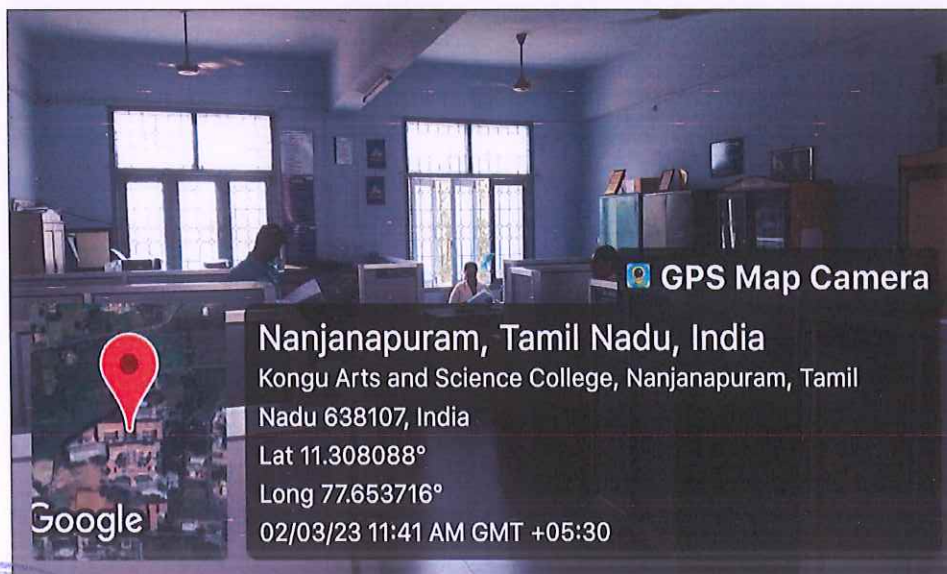 GPS Map Camera
Nanjanapuram, Tamil Nadu, India
Kongu Arts and Science College, Nanjanapuram, Tamil
Nadu 638107, India
Lat 11.308088°
Long 77.653716°
02/03/23 11:41 AM GMT +05:30
Google